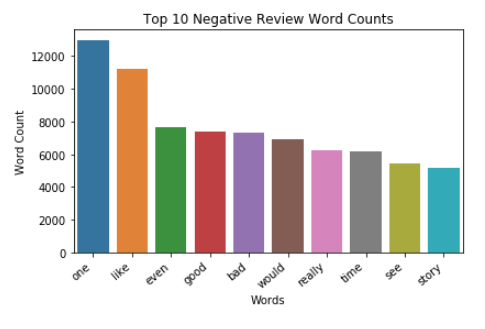 Top 10 Negative Review Word Counts
Word Count
12000
10000
8000
6000
4000
2000
0
one like even good bad would really time see story
Words